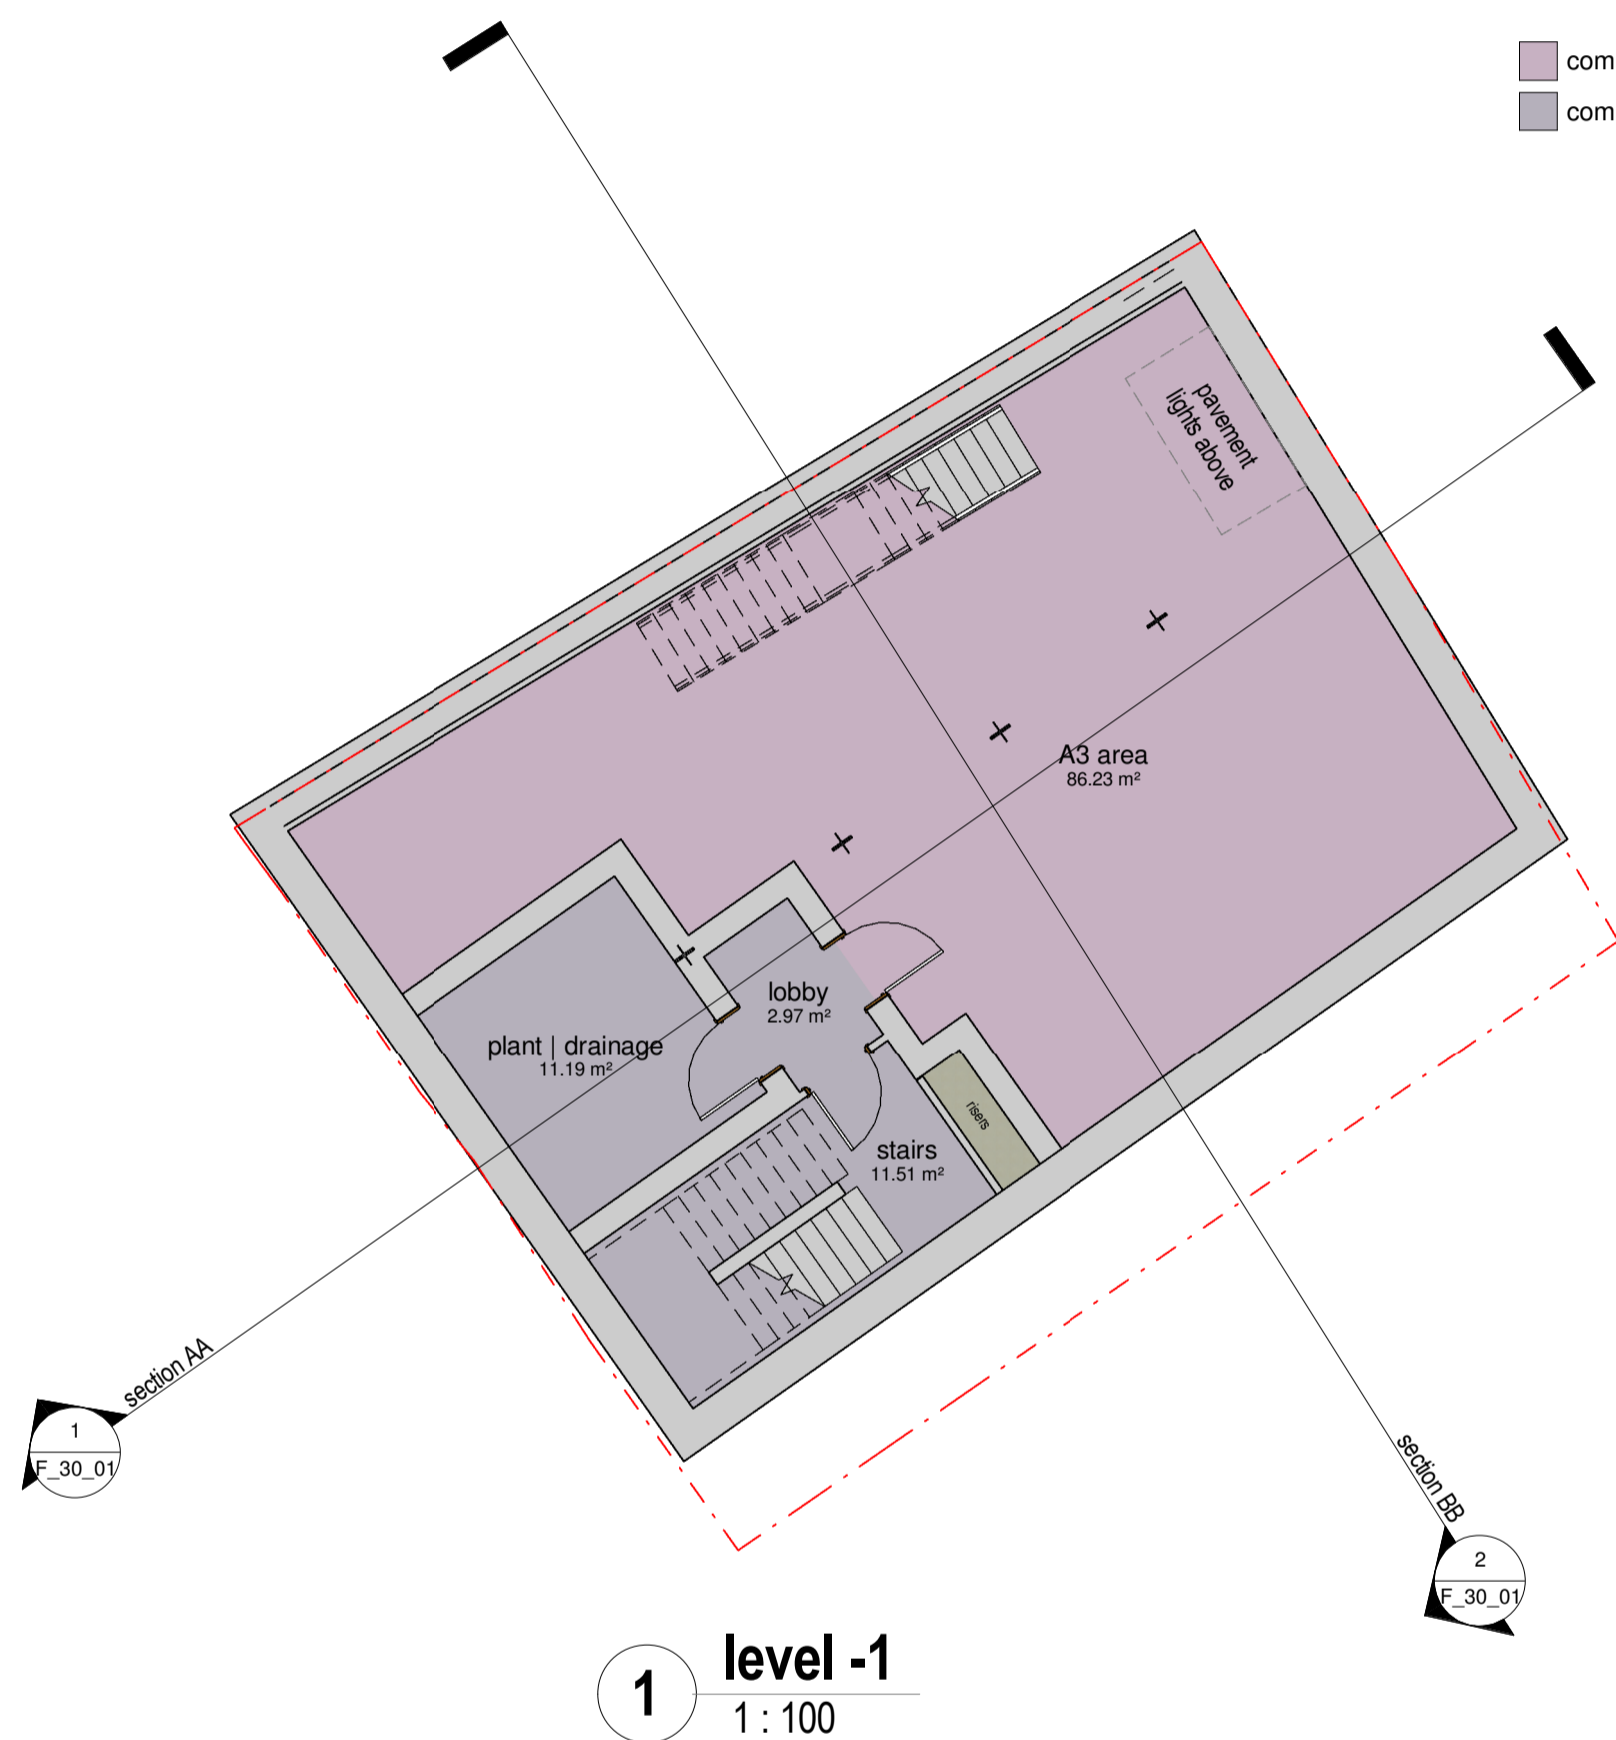 com
com
pavement
lights above
A3 area
86.23 m²
lobby
2.97 m²
plant | drainage
11.19 m²
risers
stairs
11.51 m²
section AA
1
F_30_01
section BB
2
F_30_01
1
level -1
1 : 100